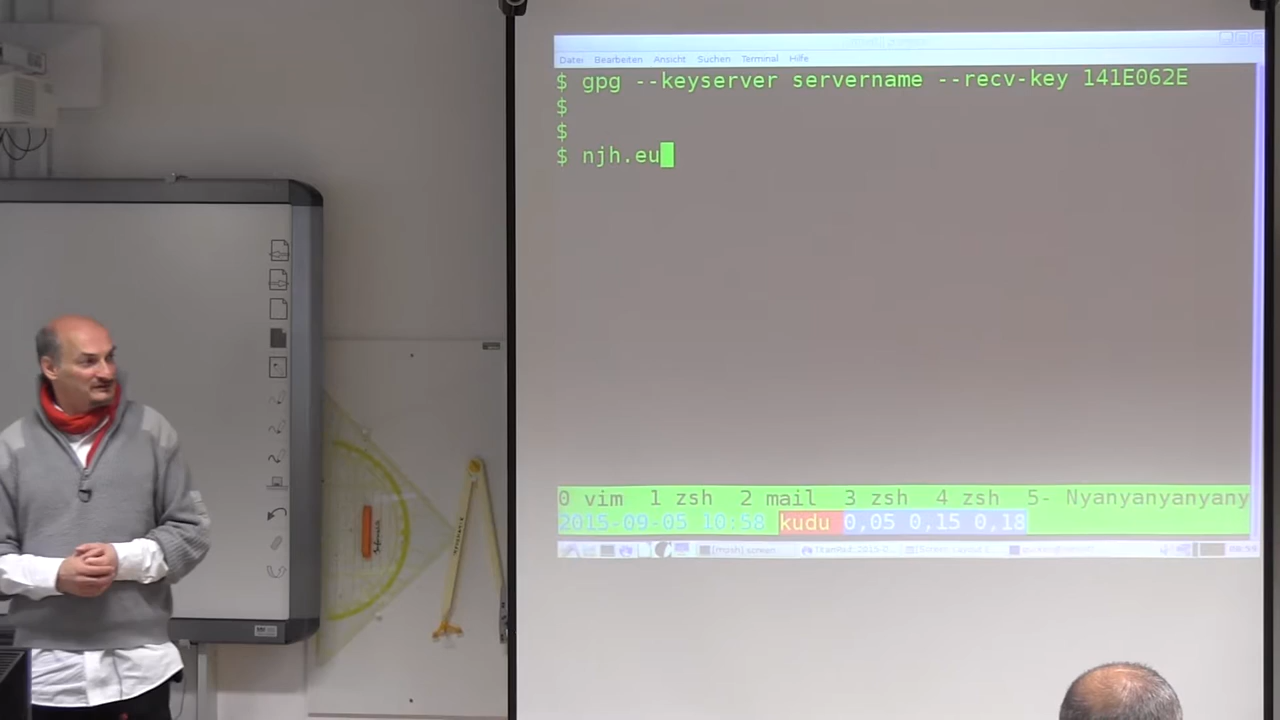 Datei Bearbeiten Ansicht Suchen Terminal Hilfe
$ gpg --keyserver servername --recv-key 141E062E
$
$
$ njh.eu
0 vim 1 zsh 2 mail 3 zsh 4 zsh 5- Nyanyanyanyany
2015-09-05 10:58 kudu 0,05 0,15 0,18